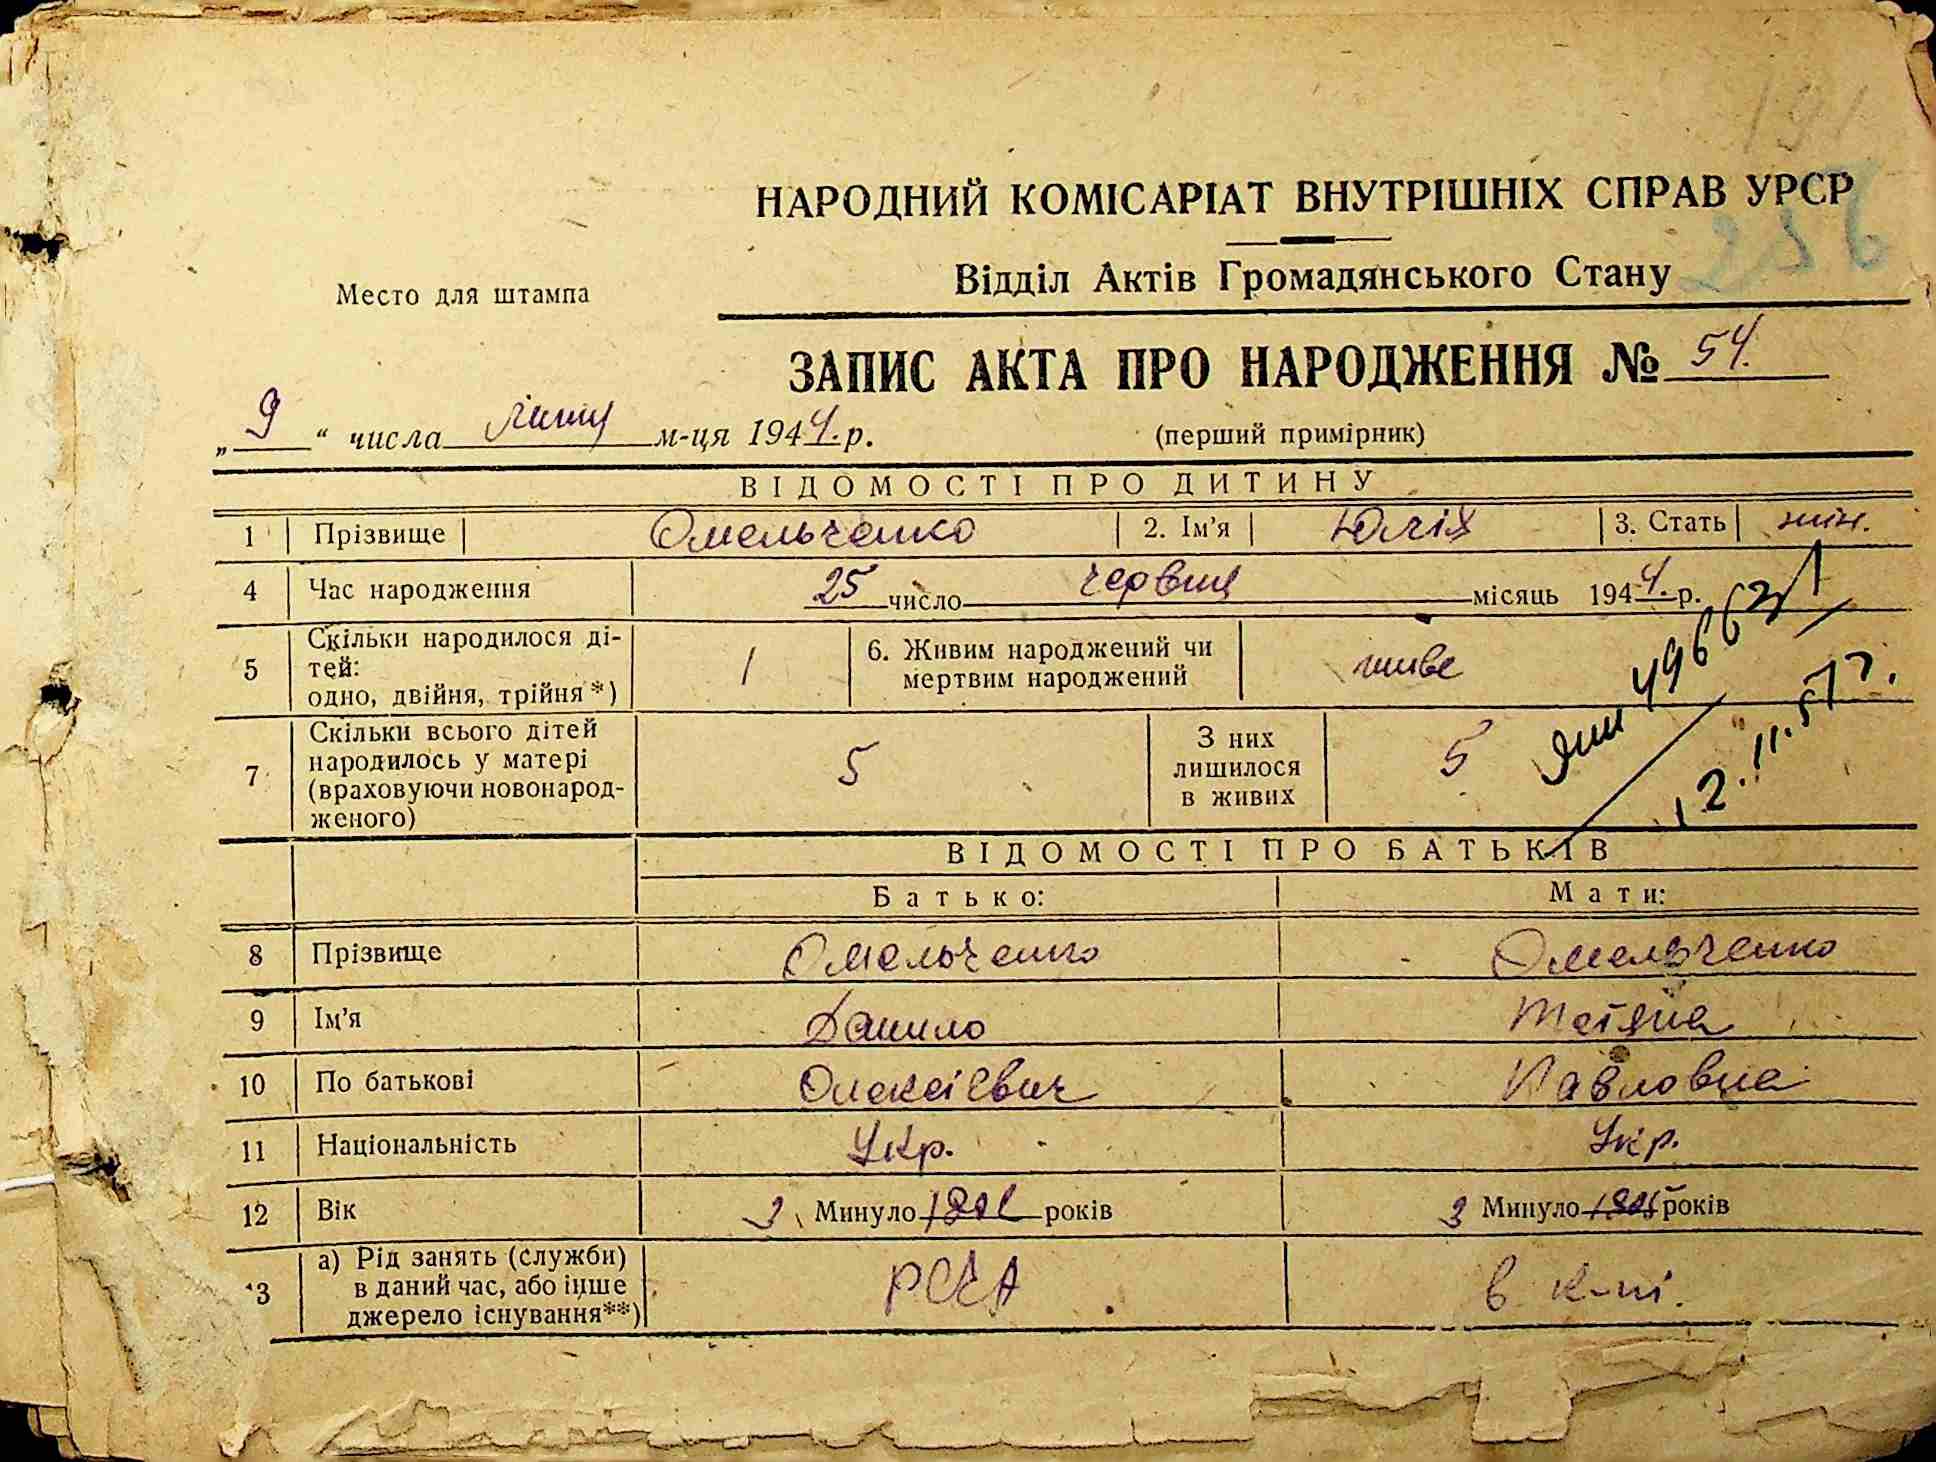 191
256
НАРОДНИЙ КОМІСАРІАТ ВНУТРІШНІХ СПРАВ УРСР
Место для штампа
Відділ Актів Громадянського Стану
ЗАПИС АКТА ПРО НАРОДЖЕННЯ № 54.
„9“ числа липня м-ця 1944. р.
(перший примірник)
ВІДОМОСТІ ПРО ДИТИНУ
1 Прізвище Омельченко 2. Ім'я Юлія 3. Стать жін.
4 Час народження 25 число червня місяць 1944. р.
5 Скільки народилося ді-
тей:
одно, двійня, трійня*) 1
6. Живим народжений чи
мертвим народжений живе
7 Скільки всього дітей
народилось у матері
(враховуючи новонарод-
женого) 5
З них
лишилося
в живих 5
12.11.57 г.
ВІДОМОСТІ ПРО БАТЬКІВ
Батько: Мати:
8 Прізвище Омельченко Омельченко
9 Ім'я Данило Тетяна
10 По батькові Олексієвич Павловна
11 Національність Укр. Укр.
12 Вік з Минуло років з Минуло років
13 а) Рід занять (служби)
в даний час, або інше
джерело існування**) РСЧА в к-пі.